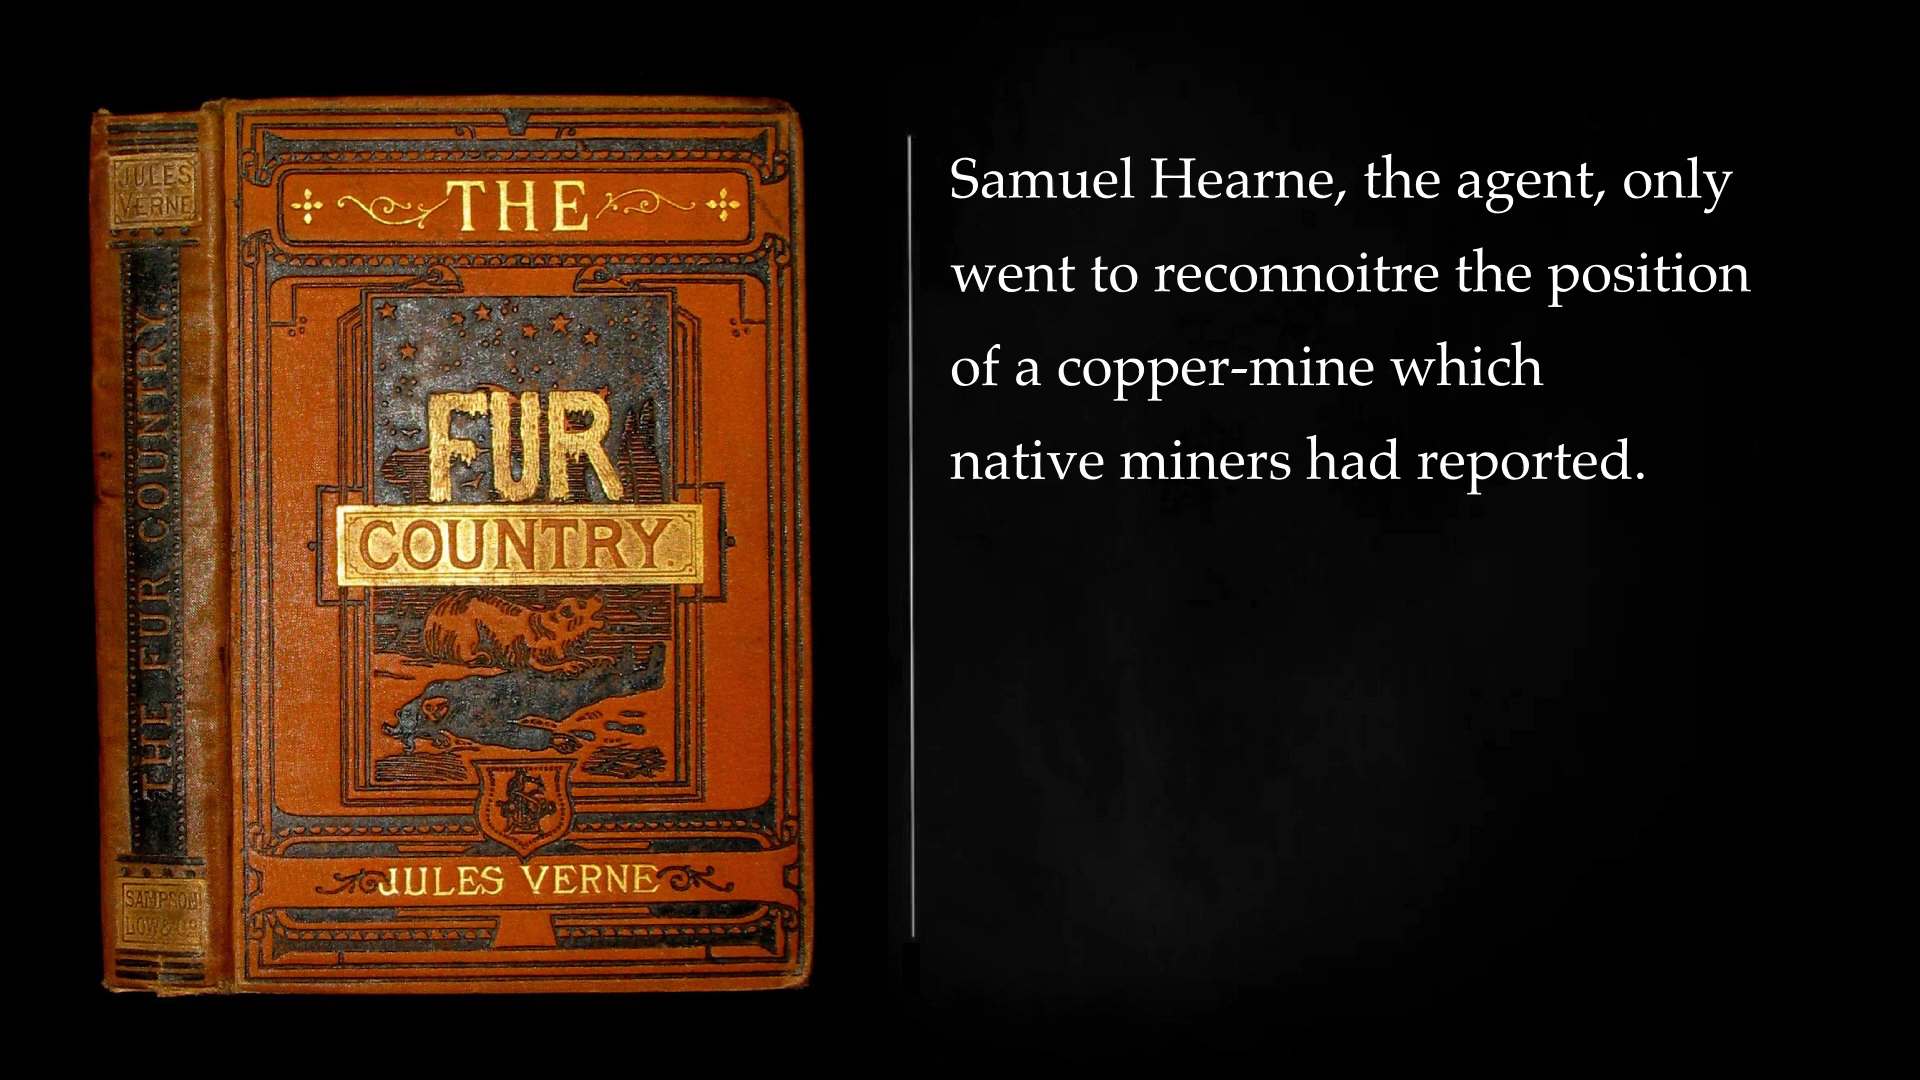 JULES
VERNE
THE FUR COUNTRY.
SAMPSON
LOW & Co
THE
FUR
COUNTRY.
JULES VERNE
Samuel Hearne, the agent, only
went to reconnoitre the position
of a copper-mine which
native miners had reported.